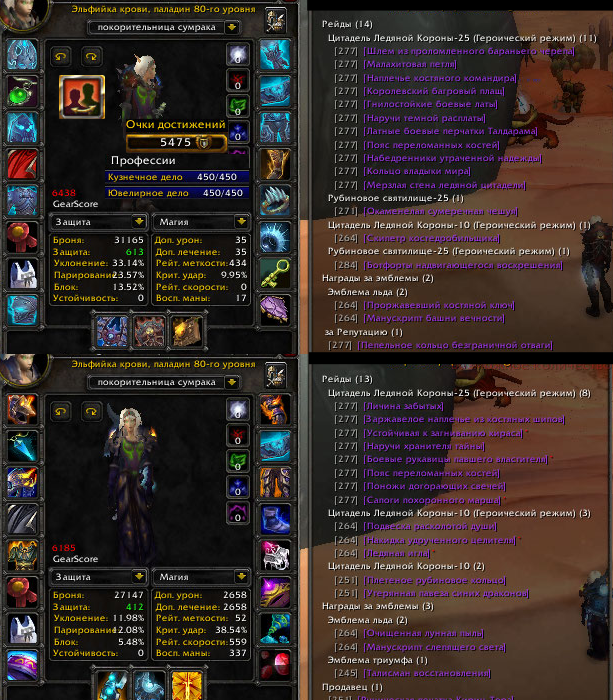 Эльфийка крови, паладин 80-го уровня
покорительница сумрака
0
0
0
0
Очки достижений
5475
Профессии
Кузнечное дело 450/450
Ювелирное дело 450/450
6438
GearScore
Защита
Магия
Броня: 31165
Защита: 613
Уклонение: 33.14%
Парирование 23.57%
Блок: 13.52%
Устойчивость: 0
Доп. урон: 35
Доп. лечение: 35
Рейт. меткости: 434
Крит. удар: 9.95%
Рейт. скорости: 0
Восп. маны: 17
Рейды (14)
Цитадель Ледяной Короны-25 (Героический режим) (11)
[277] [Шлем из проломленного бараньего черепа]
[277] [Малахитовая петля]
[277] [Наплечье костяного командира]
[277] [Королевский багровый плащ]
[277] [Гнилостойкие боевые латы]
[277] [Наручи темной расплаты]
[277] [Латные боевые перчатки Талдарама]
[277] [Пояс переломанных костей]
[277] [Набедренники утраченной надежды]
[277] [Кольцо владыки мира]
[277] [Мерзлая стена ледяной цитадели]
Рубиновое святилище-25 (1)
[271] [Окаменелая сумеречная чешуя]
Цитадель Ледяной Короны-10 (Героический режим) (1)
[264] [Скипетр костедробильщика]
Рубиновое святилище-25 (Героический режим) (1)
[284] [Ботфорты надвигающегося воскрешения]
Награды за эмблемы (2)
Эмблема льда (2)
[264] [Проржавевший костяной ключ]
[264] [Манускрипт башни вечности]
за Репутацию (1)
[277] [Пепельное кольцо безграничной отваги]
Эльфийка крови, паладин 80-го уровня
покорительница сумрака
0
0
0
0
6185
GearScore
Защита
Магия
Броня: 27147
Защита: 412
Уклонение: 11.98%
Парирование 12.08%
Блок: 5.48%
Устойчивость: 0
Доп. урон: 2658
Доп. лечение: 2658
Рейт. меткости: 52
Крит. удар: 38.54%
Рейт. скорости: 559
Восп. маны: 337
Рейды (13)
Цитадель Ледяной Короны-25 (Героический режим) (8)
[277] [Личина забытых]
[277] [Заржавелое наплечье из костяных шипов]
[277] [Устойчивая к загниванию кираса]
[277] [Наручи хранителя тайны]
[277] [Боевые рукавицы павшего властителя]
[277] [Пояс переломанных костей]
[277] [Поножи догорающих свечей]
[277] [Сапоги похоронного марша]
Цитадель Ледяной Короны-10 (Героический режим) (3)
[264] [Подвеска расколотой души]
[264] [Накидка удрученного целителя]
[264] [Ледяная игла]
Цитадель Ледяной Короны-10 (2)
[251] [Плетеное рубиновое кольцо]
[251] [Утерянная павеза синих драконов]
Награды за эмблемы (3)
Эмблема льда (2)
[264] [Очищенная лунная пыль]
[264] [Манускрипт слепящего света]
Эмблема триумфа (1)
[245] [Талисман восстановления]
Продавец (1)